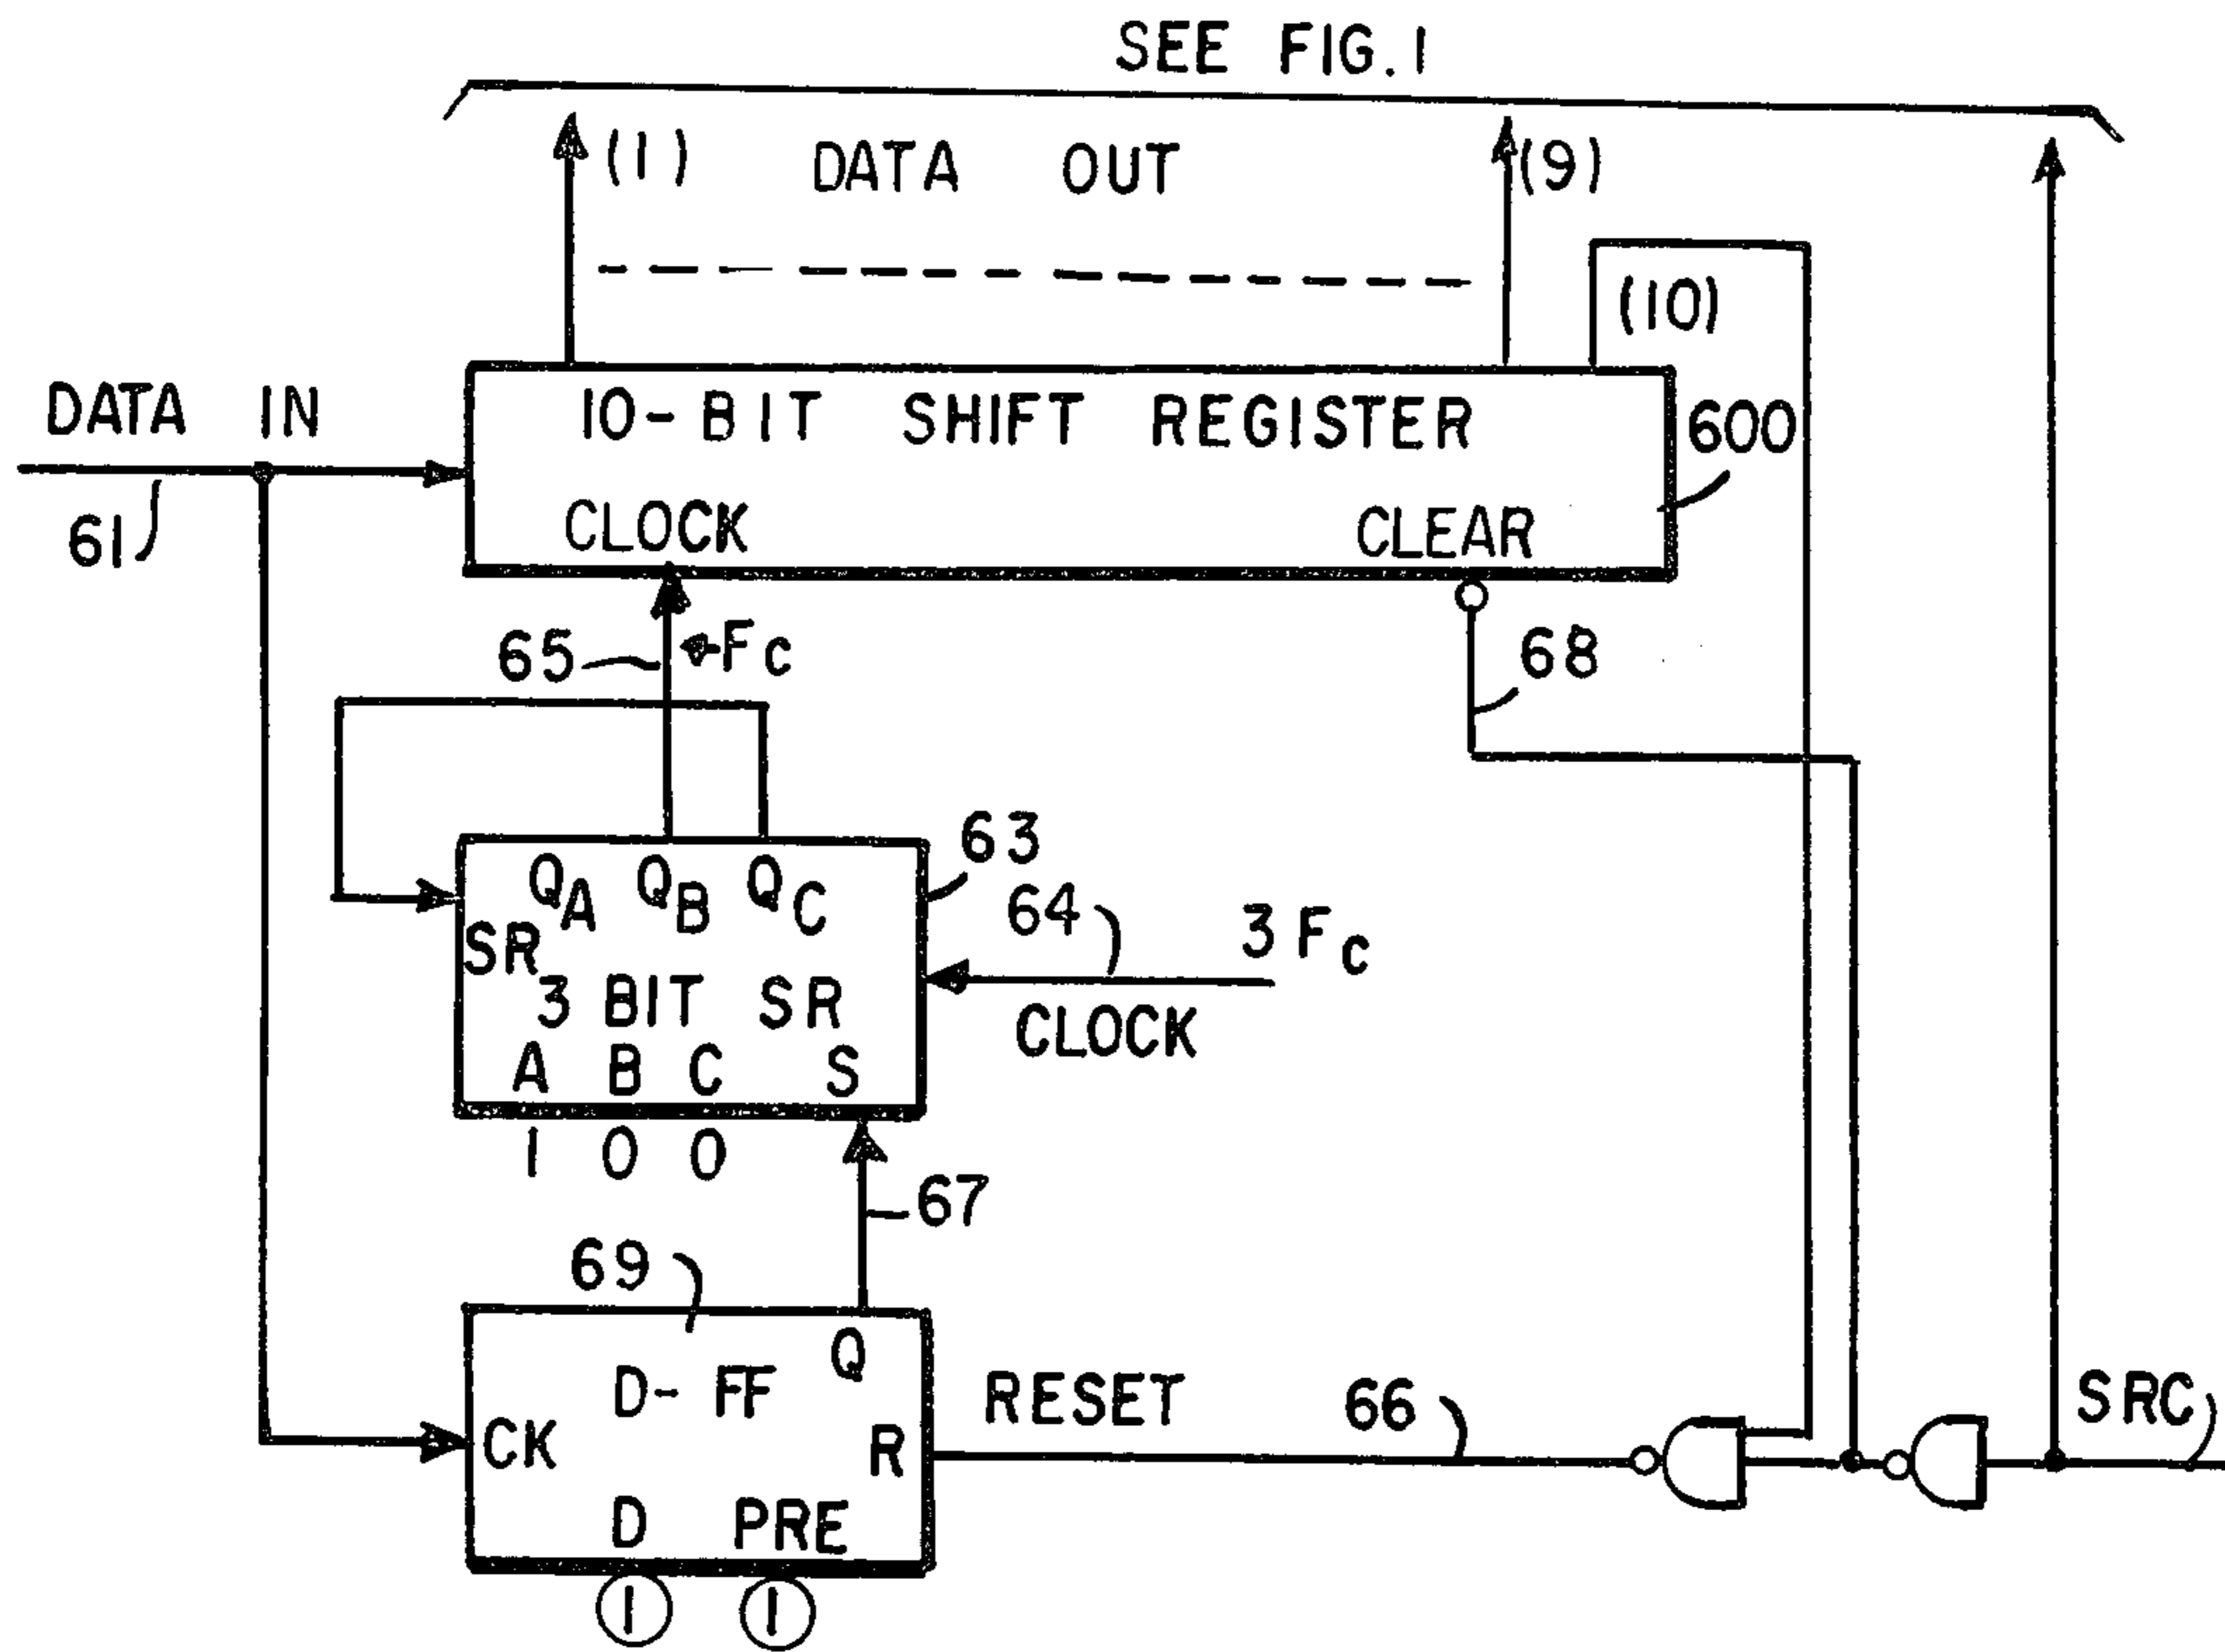 SEE FIG. 1
(1) DATA OUT (9)
(10)
DATA IN
10-BIT SHIFT REGISTER
600
61
CLOCK CLEAR
65 Fc
68
QA QB QC
63
SR
64
3 Fc
3 BIT SR
CLOCK
A B C S
1 0 0
67
69
Q
D-FF
RESET
66
SRC
CK R
D PRE
1 1